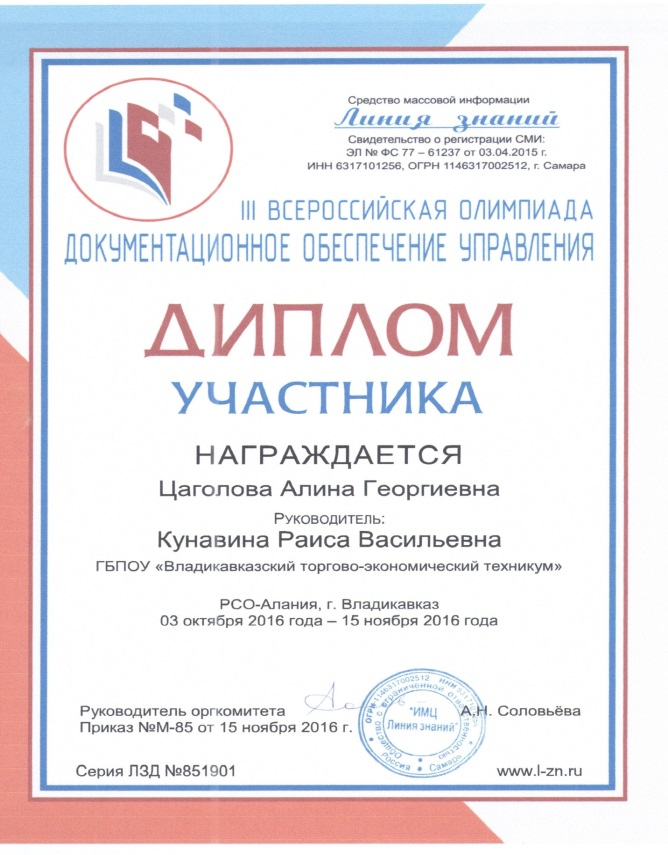 Средство массовой информации
Линия знаний
Свидетельство о регистрации СМИ:
ЭЛ № ФС 77 – 61237 от 03.04.2015 г.
ИНН 6317101256, ОГРН 1146317002512, г. Самара
III ВСЕРОССИЙСКАЯ ОЛИМПИАДА
ДОКУМЕНТАЦИОННОЕ ОБЕСПЕЧЕНИЕ УПРАВЛЕНИЯ
ДИПЛОМ
УЧАСТНИКА
НАГРАЖДАЕТСЯ
Цаголова Алина Георгиевна
Руководитель:
Кунавина Раиса Васильевна
ГБПОУ «Владикавказский торгово-экономический техникум»
РСО-Алания, г. Владикавказ
03 октября 2016 года – 15 ноября 2016 года
Руководитель оргкомитета
А.Н. Соловьёва
Приказ №М-85 от 15 ноября 2016 г.
ОГРН 1146317002512
Общество с ограниченной ответственностью
"ИМЦ
Линия знаний"
Россия Самара
Серия ЛЗД №851901
www.l-zn.ru